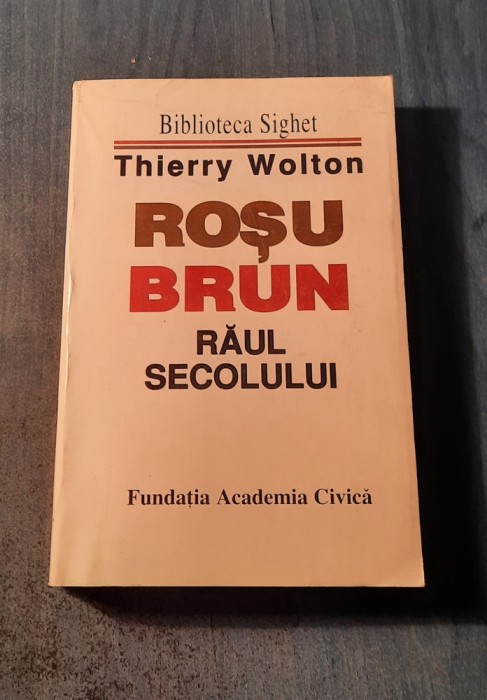 Biblioteca Sighet
Thierry Wolton
ROŞU
BRUN
RĂUL
SECOLULUI
Fundaţia Academia Civică